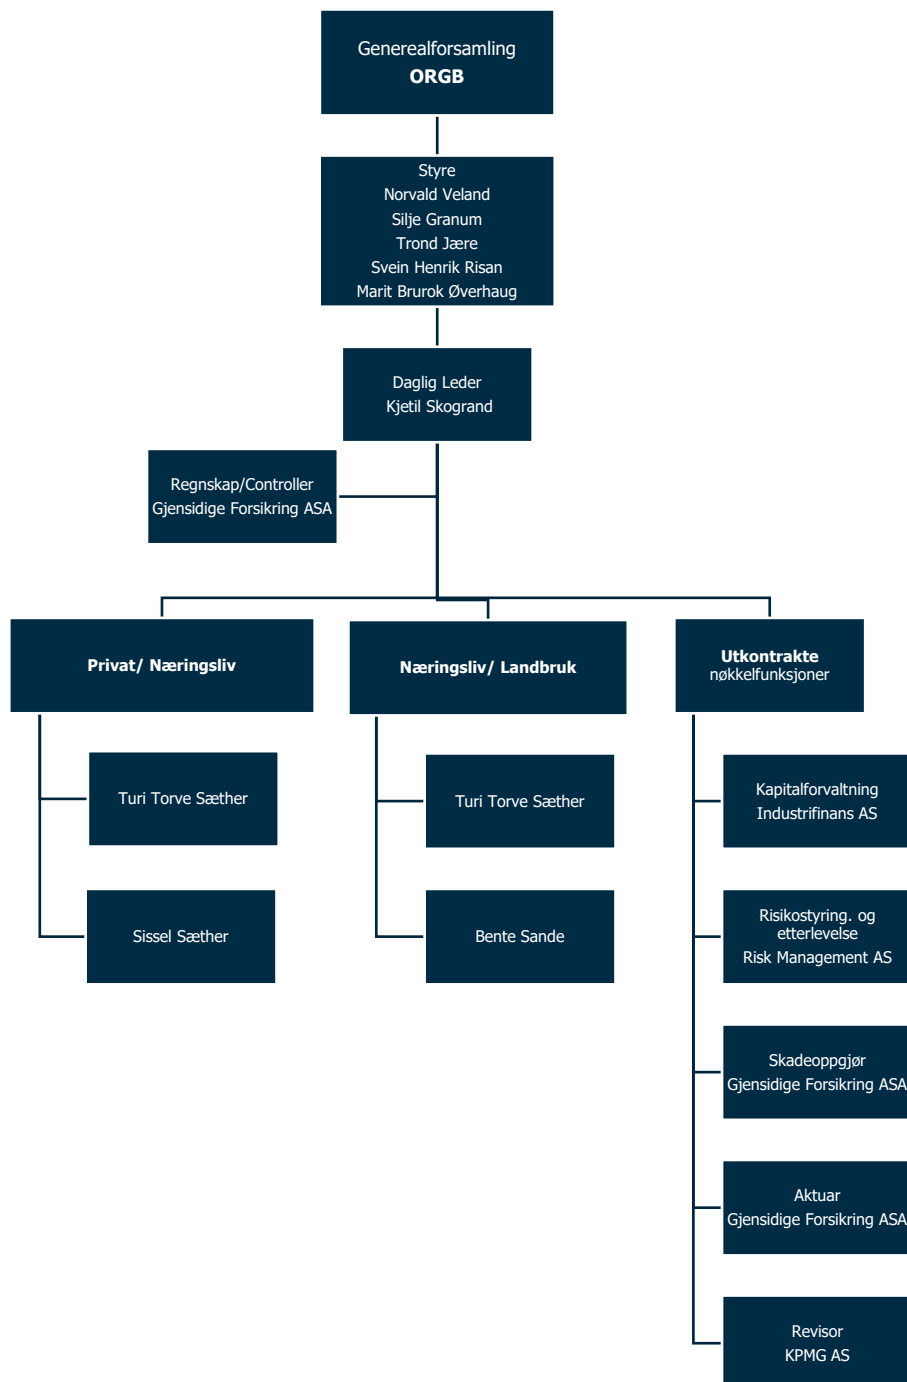 Generealforsamling
ORGB
Styre
Norvald Veland
Silje Granum
Trond Jære
Svein Henrik Risan
Marit Brurok Øverhaug
Daglig Leder
Kjetil Skogrand
Regnskap/Controller
Gjensidige Forsikring ASA
Privat/ Næringsliv
Næringsliv/ Landbruk
Utkontrakte
nøkkelfunksjoner
Turi Torve Sæther
Sissel Sæther
Turi Torve Sæther
Bente Sande
Kapitalforvaltning
Industrifinans AS
Risikostyring. og
etterlevelse
Risk Management AS
Skadeoppgjør
Gjensidige Forsikring ASA
Aktuar
Gjensidige Forsikring ASA
Revisor
KPMG AS